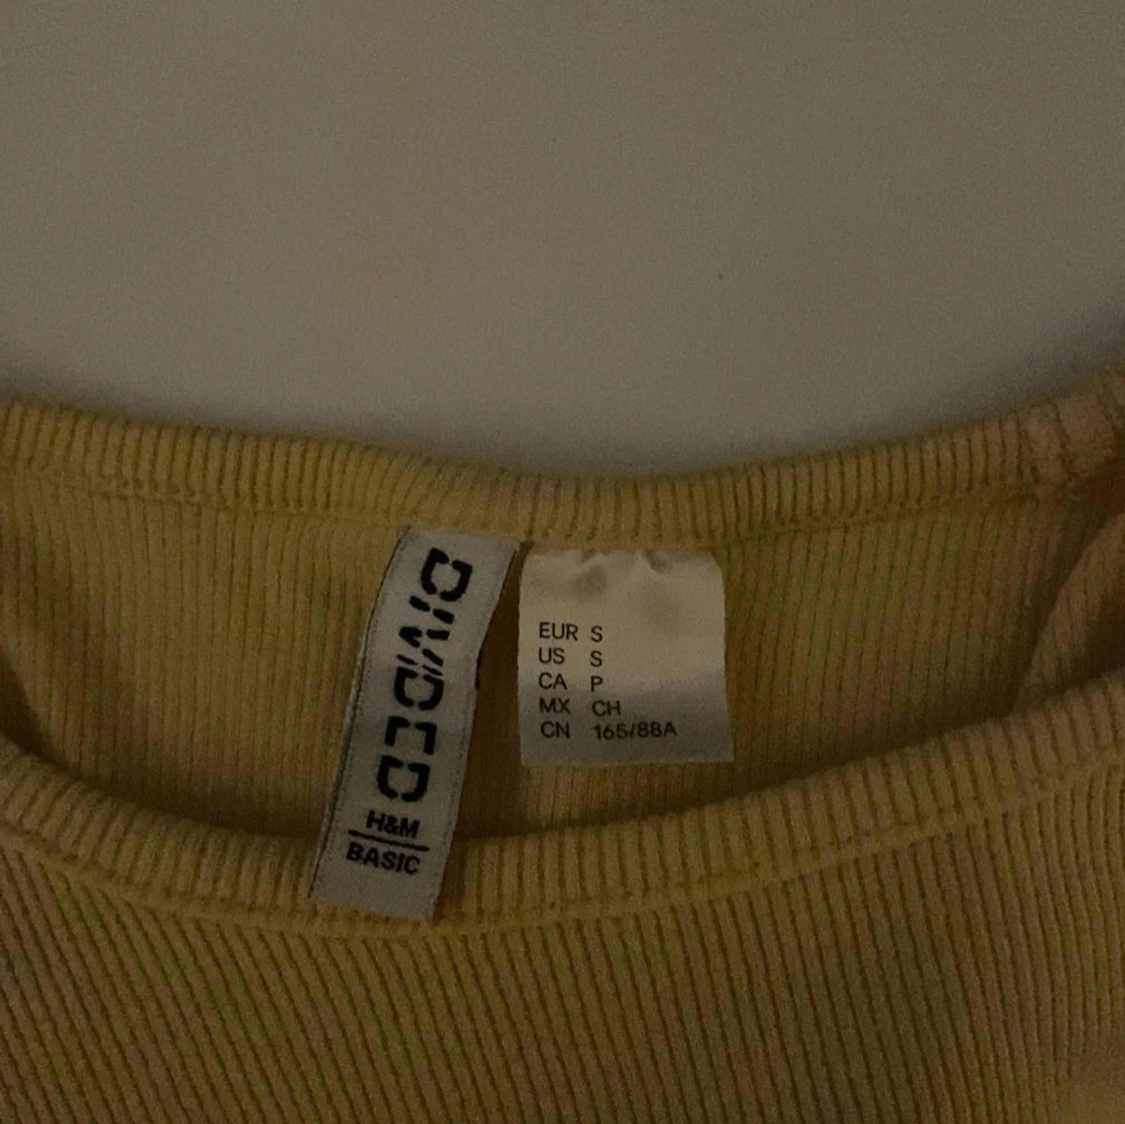 DIVIDED
H&M
BASIC
EUR S
US S
CA P
MX CH
CN 165/88A